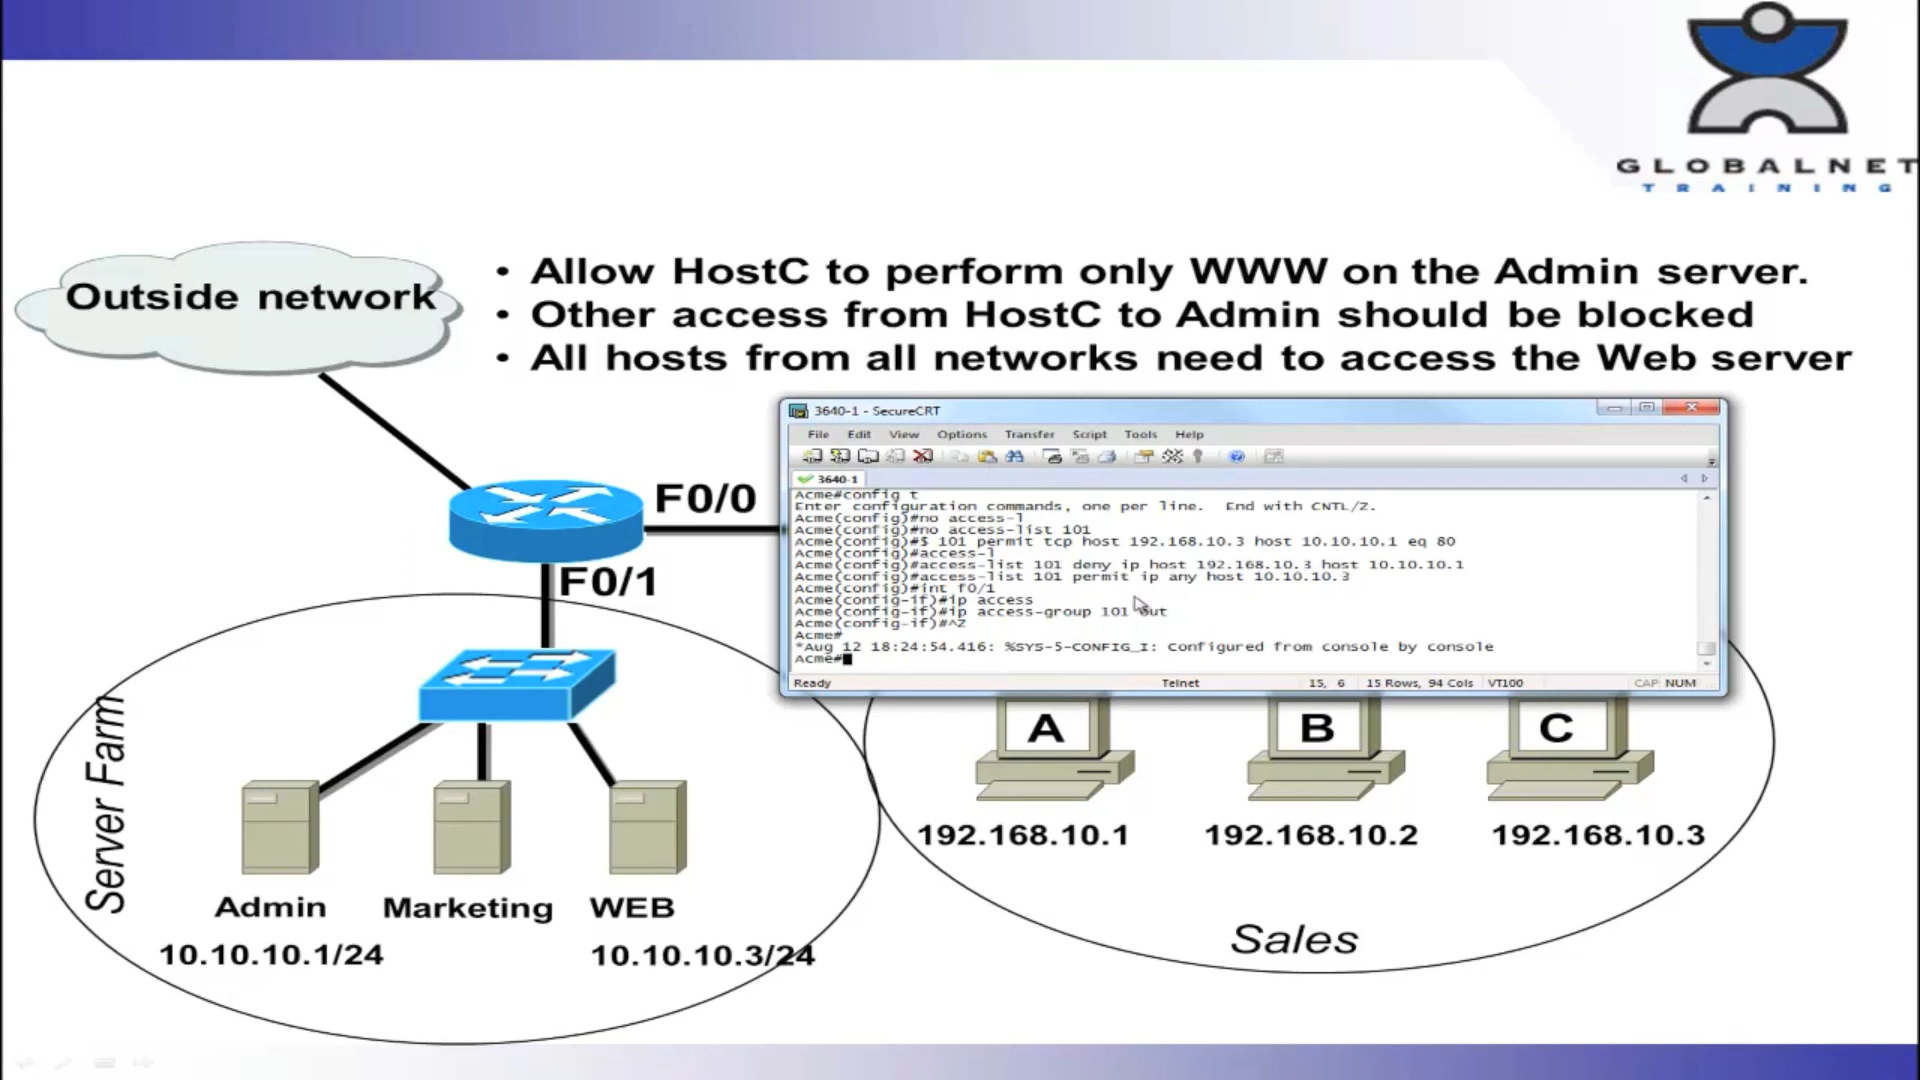 GLOBALNET
TRAINING
Outside network
• Allow HostC to perform only WWW on the Admin server.
• Other access from HostC to Admin should be blocked
• All hosts from all networks need to access the Web server
F0/0
F0/1
3640-1 - SecureCRT
File Edit View Options Transfer Script Tools Help
3640-1
Acme#config t
Enter configuration commands, one per line.  End with CNTL/Z.
Acme(config)#no access-l
Acme(config)#no access-list 101
Acme(config)#$ 101 permit tcp host 192.168.10.3 host 10.10.10.1 eq 80
Acme(config)#access-l
Acme(config)#access-list 101 deny ip host 192.168.10.3 host 10.10.10.1
Acme(config)#access-list 101 permit ip any host 10.10.10.3
Acme(config)#int f0/1
Acme(config-if)#ip access
Acme(config-if)#ip access-group 101 out
Acme(config-if)#^Z
Acme#
*Aug 12 18:24:54.416: %SYS-5-CONFIG_I: Configured from console by console
Acme#
Ready Telnet 15, 6 15 Rows, 94 Cols VT100 CAP NUM
A B C
192.168.10.1 192.168.10.2 192.168.10.3
Sales
Server Farm
Admin Marketing WEB
10.10.10.1/24 10.10.10.3/24